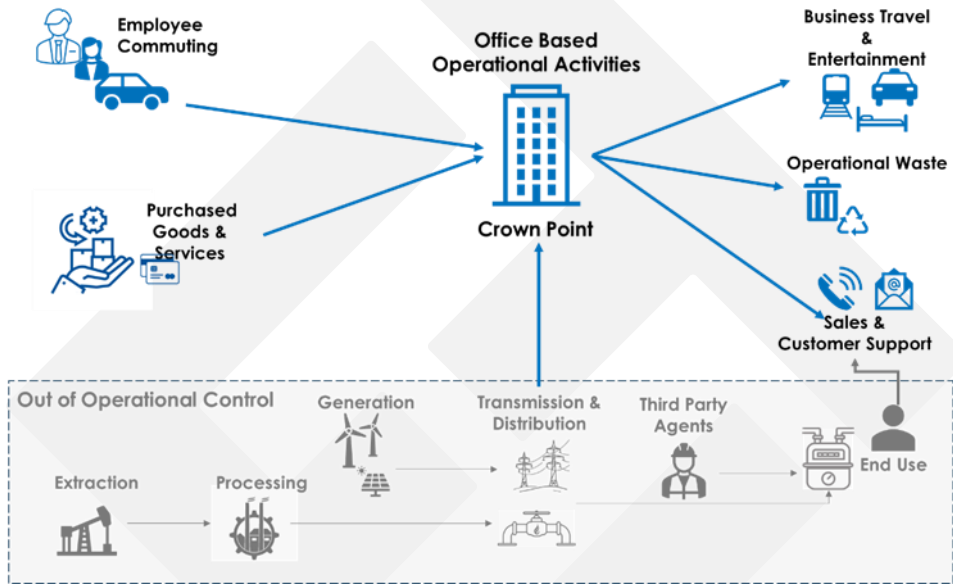 Employee
Commuting
Office Based
Operational Activities
Business Travel
&
Entertainment
Operational Waste
Purchased
Goods &
Services
Crown Point
@
Sales &
Customer Support
Out of Operational Control
Generation
Transmission &
Distribution
Third Party
Agents
End Use
Extraction
Processing